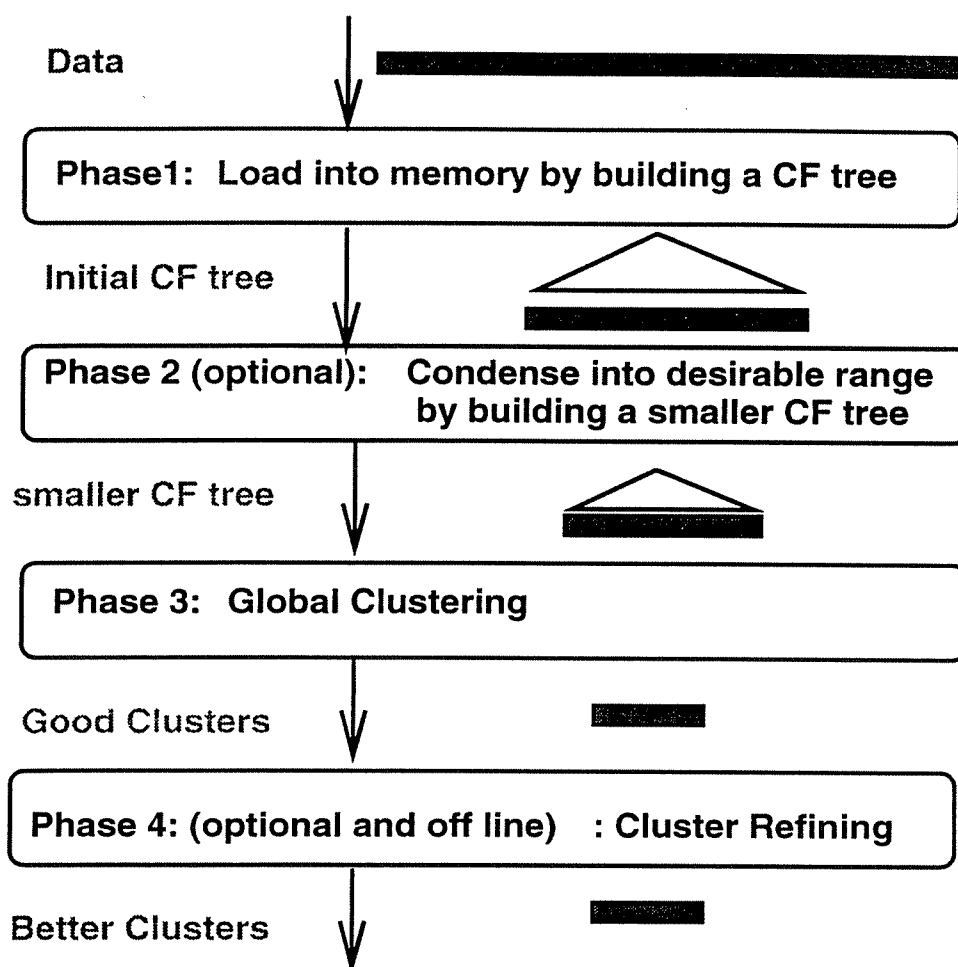 Data
Phase1: Load into memory by building a CF tree
Initial CF tree
Phase 2 (optional): Condense into desirable range
by building a smaller CF tree
smaller CF tree
Phase 3: Global Clustering
Good Clusters
Phase 4: (optional and off line) : Cluster Refining
Better Clusters